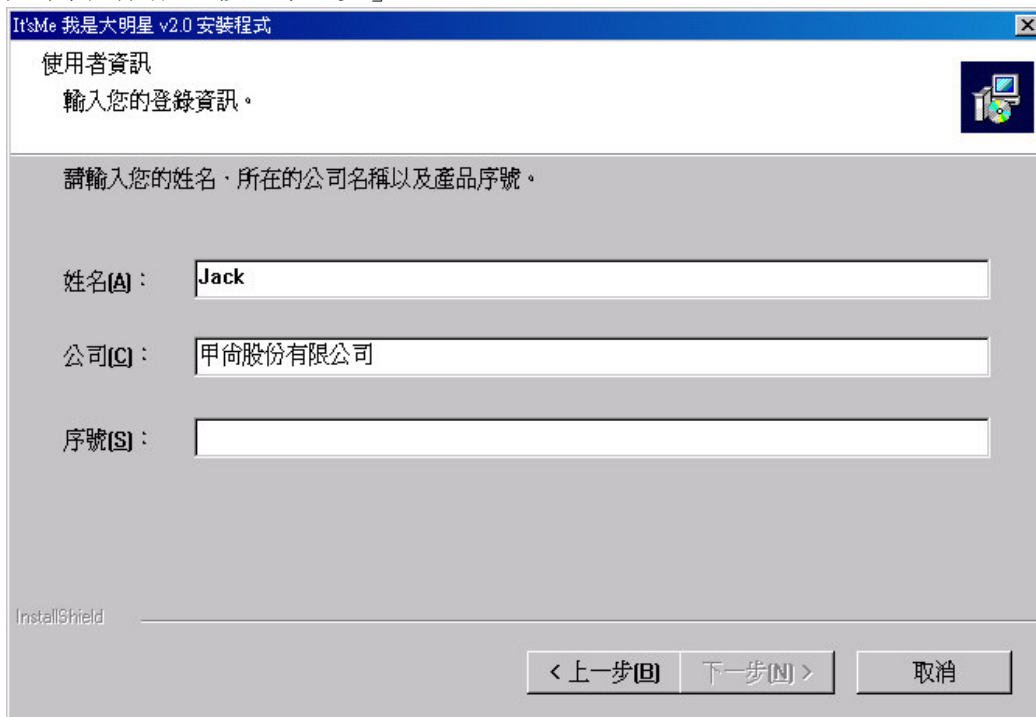 It'sMe 我是大明星 v2.0 安裝程式
使用者資訊
輸入您的登錄資訊。
請輸入您的姓名、所在的公司名稱以及產品序號。
姓名(A)：
Jack
公司(C)：
甲尚股份有限公司
序號(S)：
InstallShield
< 上一步(B)
下一步(N) >
取消